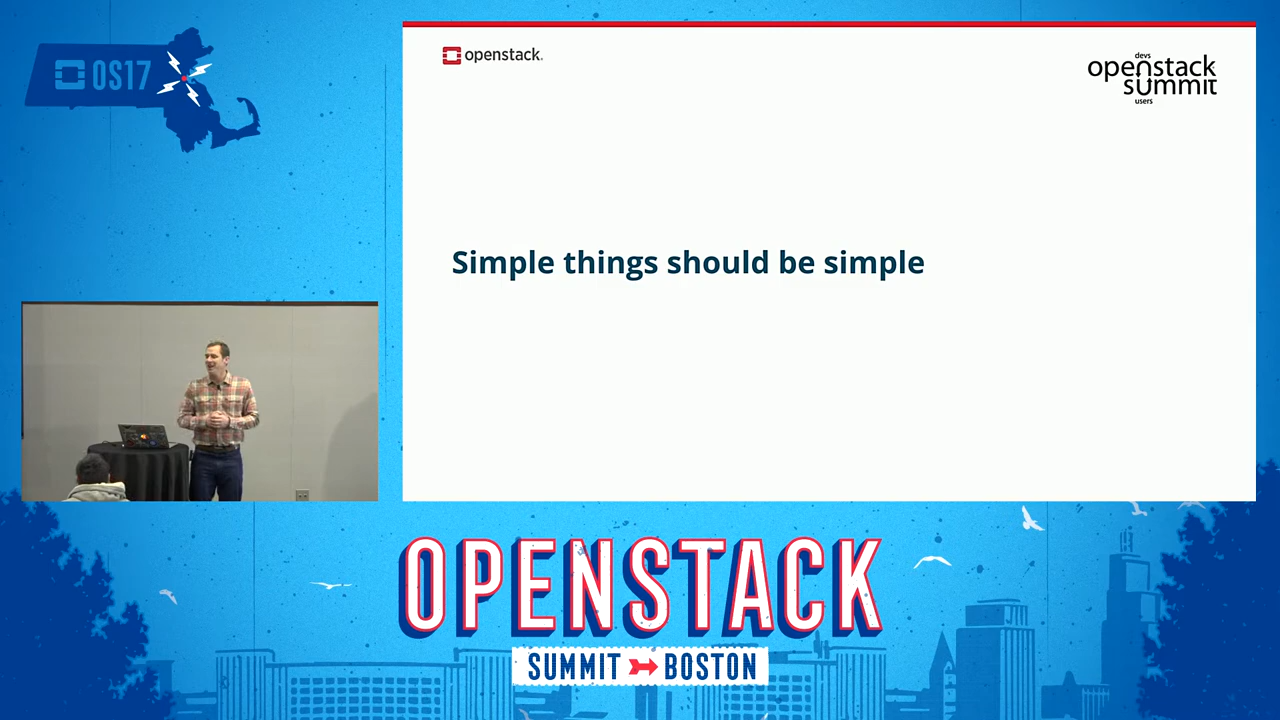 OS17
openstack.
devs
openstack
summit
users
Simple things should be simple
OPENSTACK
SUMMIT BOSTON